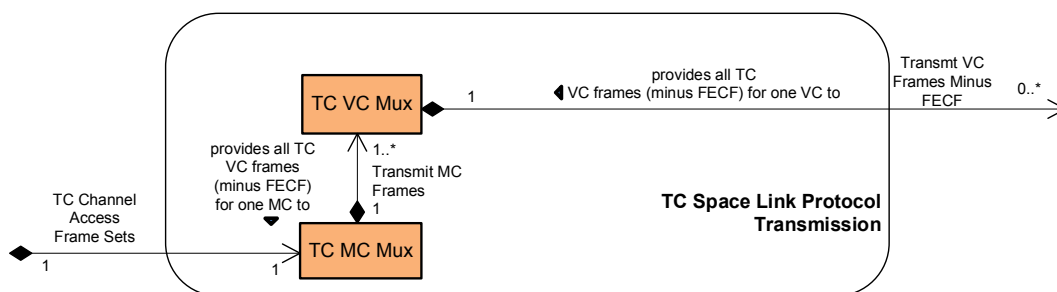 provides all TC
VC frames (minus FECF) for one VC to
Transmt VC
Frames Minus
FECF
TC VC Mux
1
0..*
provides all TC
VC frames
(minus FECF)
for one MC to
1..*
Transmit MC
Frames
1
TC Channel
Access
Frame Sets
TC Space Link Protocol
Transmission
1
1
TC MC Mux